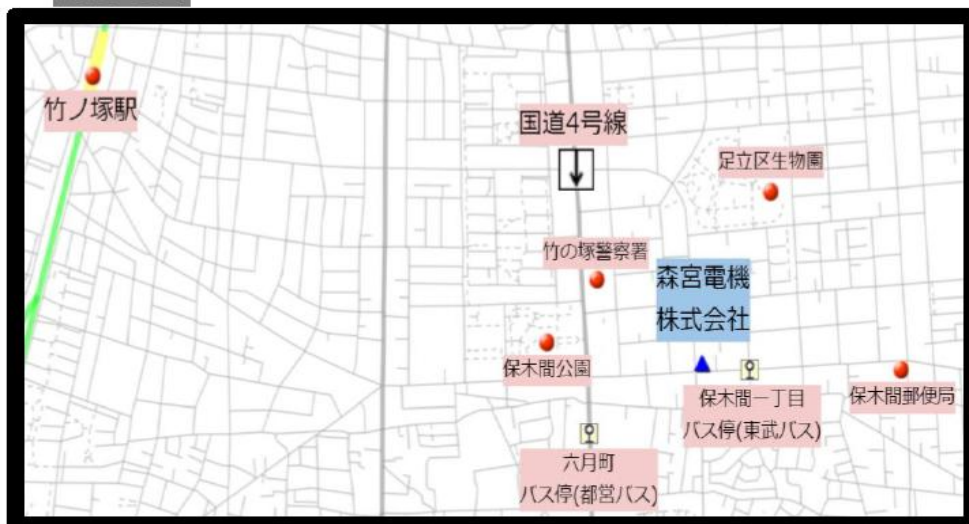 竹ノ塚駅
国道4号線
足立区生物園
竹の塚警察署
森宮電機
株式会社
保木間公園
保木間一丁目
バス停(東武バス)
保木間郵便局
六月町
バス停(都営バス)